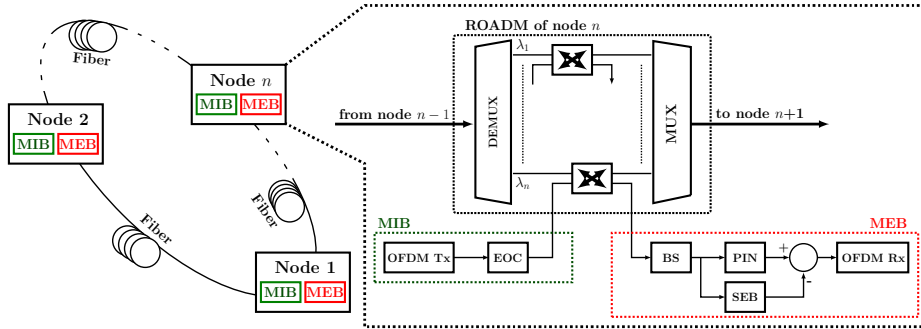 Fiber
Node n
MIB MEB
Node 2
MIB MEB
Fiber
Fiber
Node 1
MIB MEB
ROADM of node n
from node n − 1
DEMUX
λ1
λn
MUX
to node n+1
MIB
OFDM Tx
EOC
MEB
BS
PIN
SEB
+
-
OFDM Rx